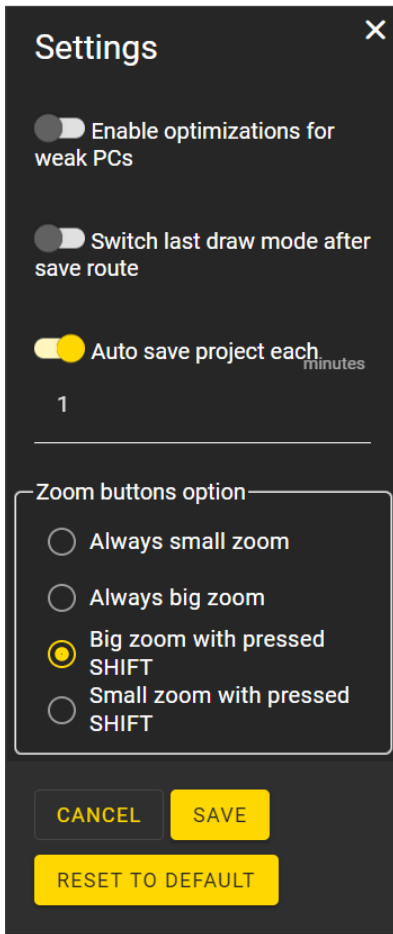 Settings
Enable optimizations for
weak PCs
Switch last draw mode after
save route
Auto save project each
minutes
1
Zoom buttons option
Always small zoom
Always big zoom
Big zoom with pressed
SHIFT
Small zoom with pressed
SHIFT
CANCEL
SAVE
RESET TO DEFAULT